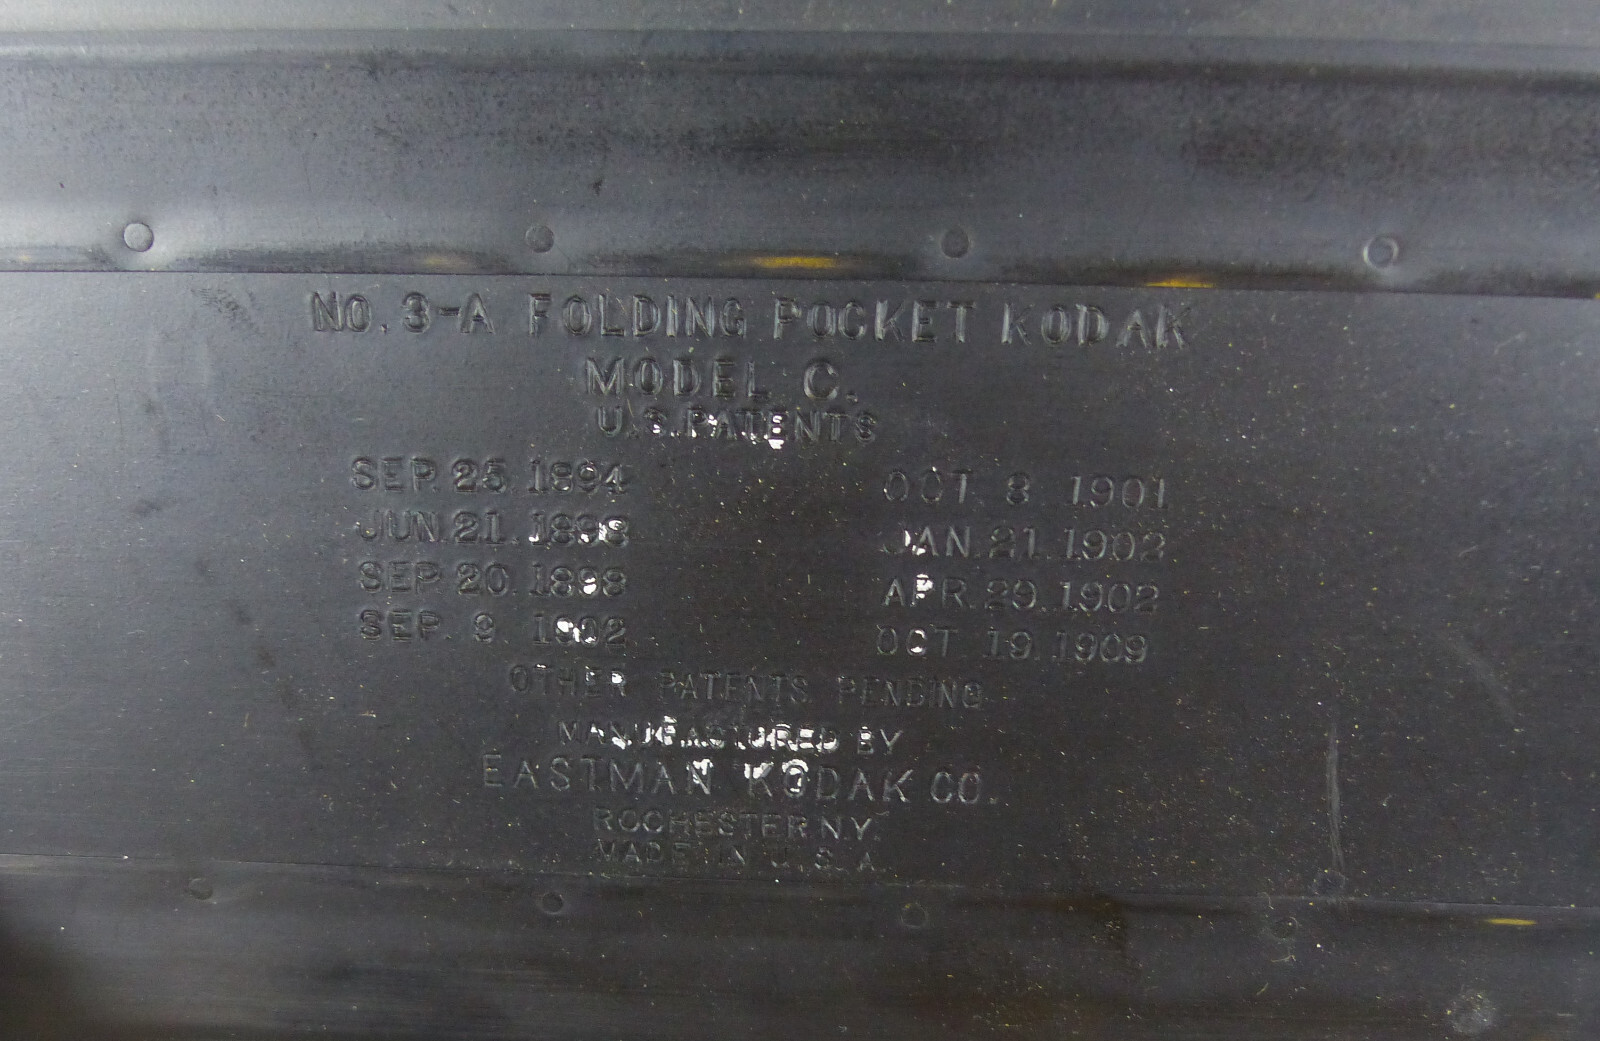 NO. 3-A FOLDING POCKET KODAK
MODEL C.
U.S. PATENTS
SEP. 25. 1894 OCT. 8 1901
JUN. 21. 1898 JAN. 21. 1902
SEP. 20. 1898 APR. 29. 1902
SEP. 9 1902 OCT 19. 1909
OTHER PATENTS PENDING
MANUFACTURED BY
EASTMAN KODAK CO.
ROCHESTER N.Y.
MADE IN U.S.A.